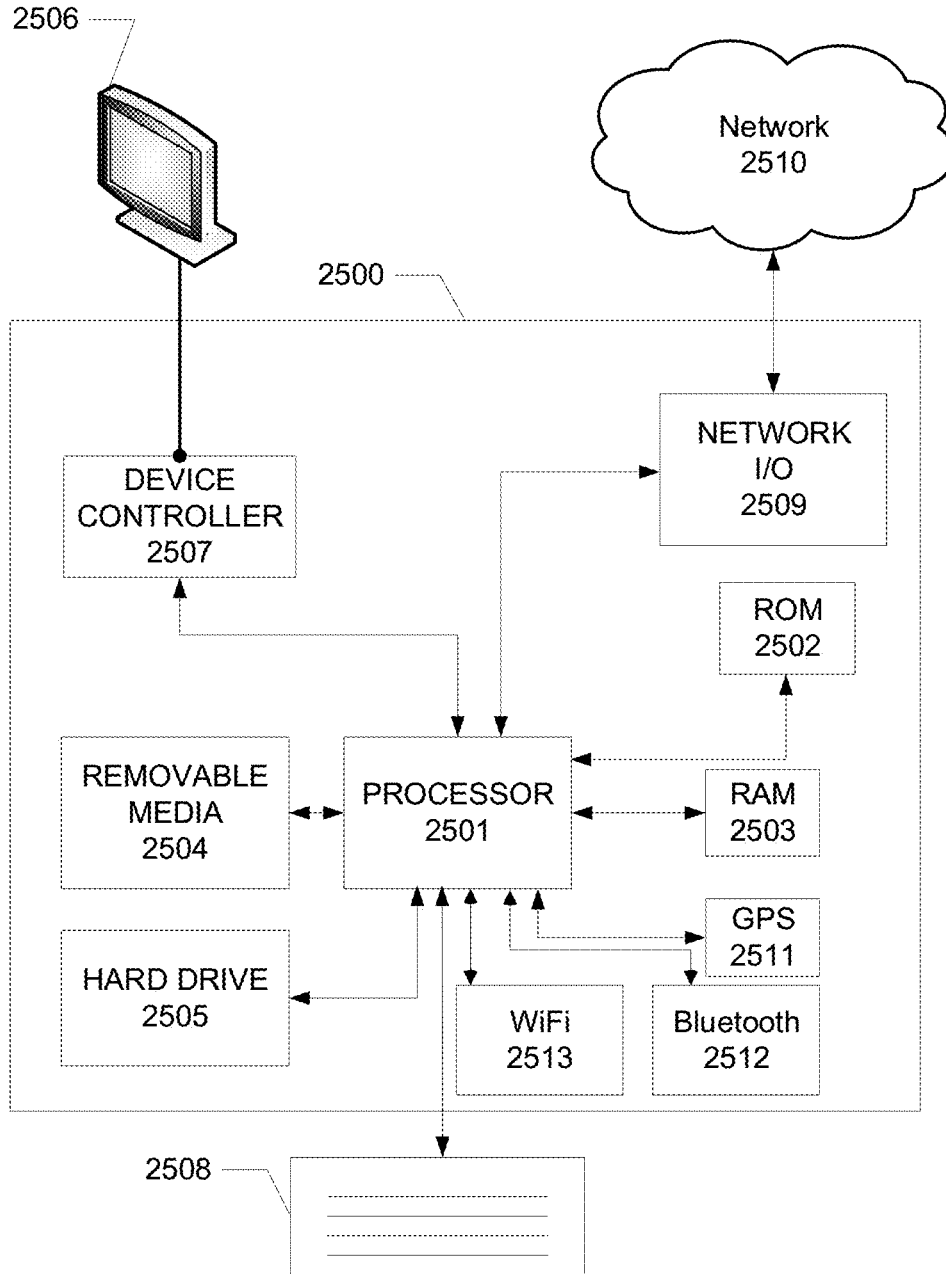 2506
Network
2510
2500
NETWORK
I/O
2509
DEVICE
CONTROLLER
2507
ROM
2502
REMOVABLE
MEDIA
2504
PROCESSOR
2501
RAM
2503
GPS
2511
HARD DRIVE
2505
WiFi
2513
Bluetooth
2512
2508